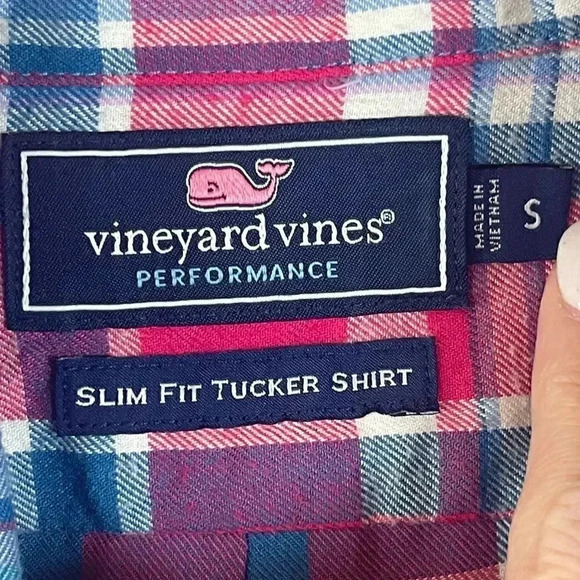 vineyard vines®
PERFORMANCE
MADE IN
VIETNAM
S
SLIM FIT TUCKER SHIRT